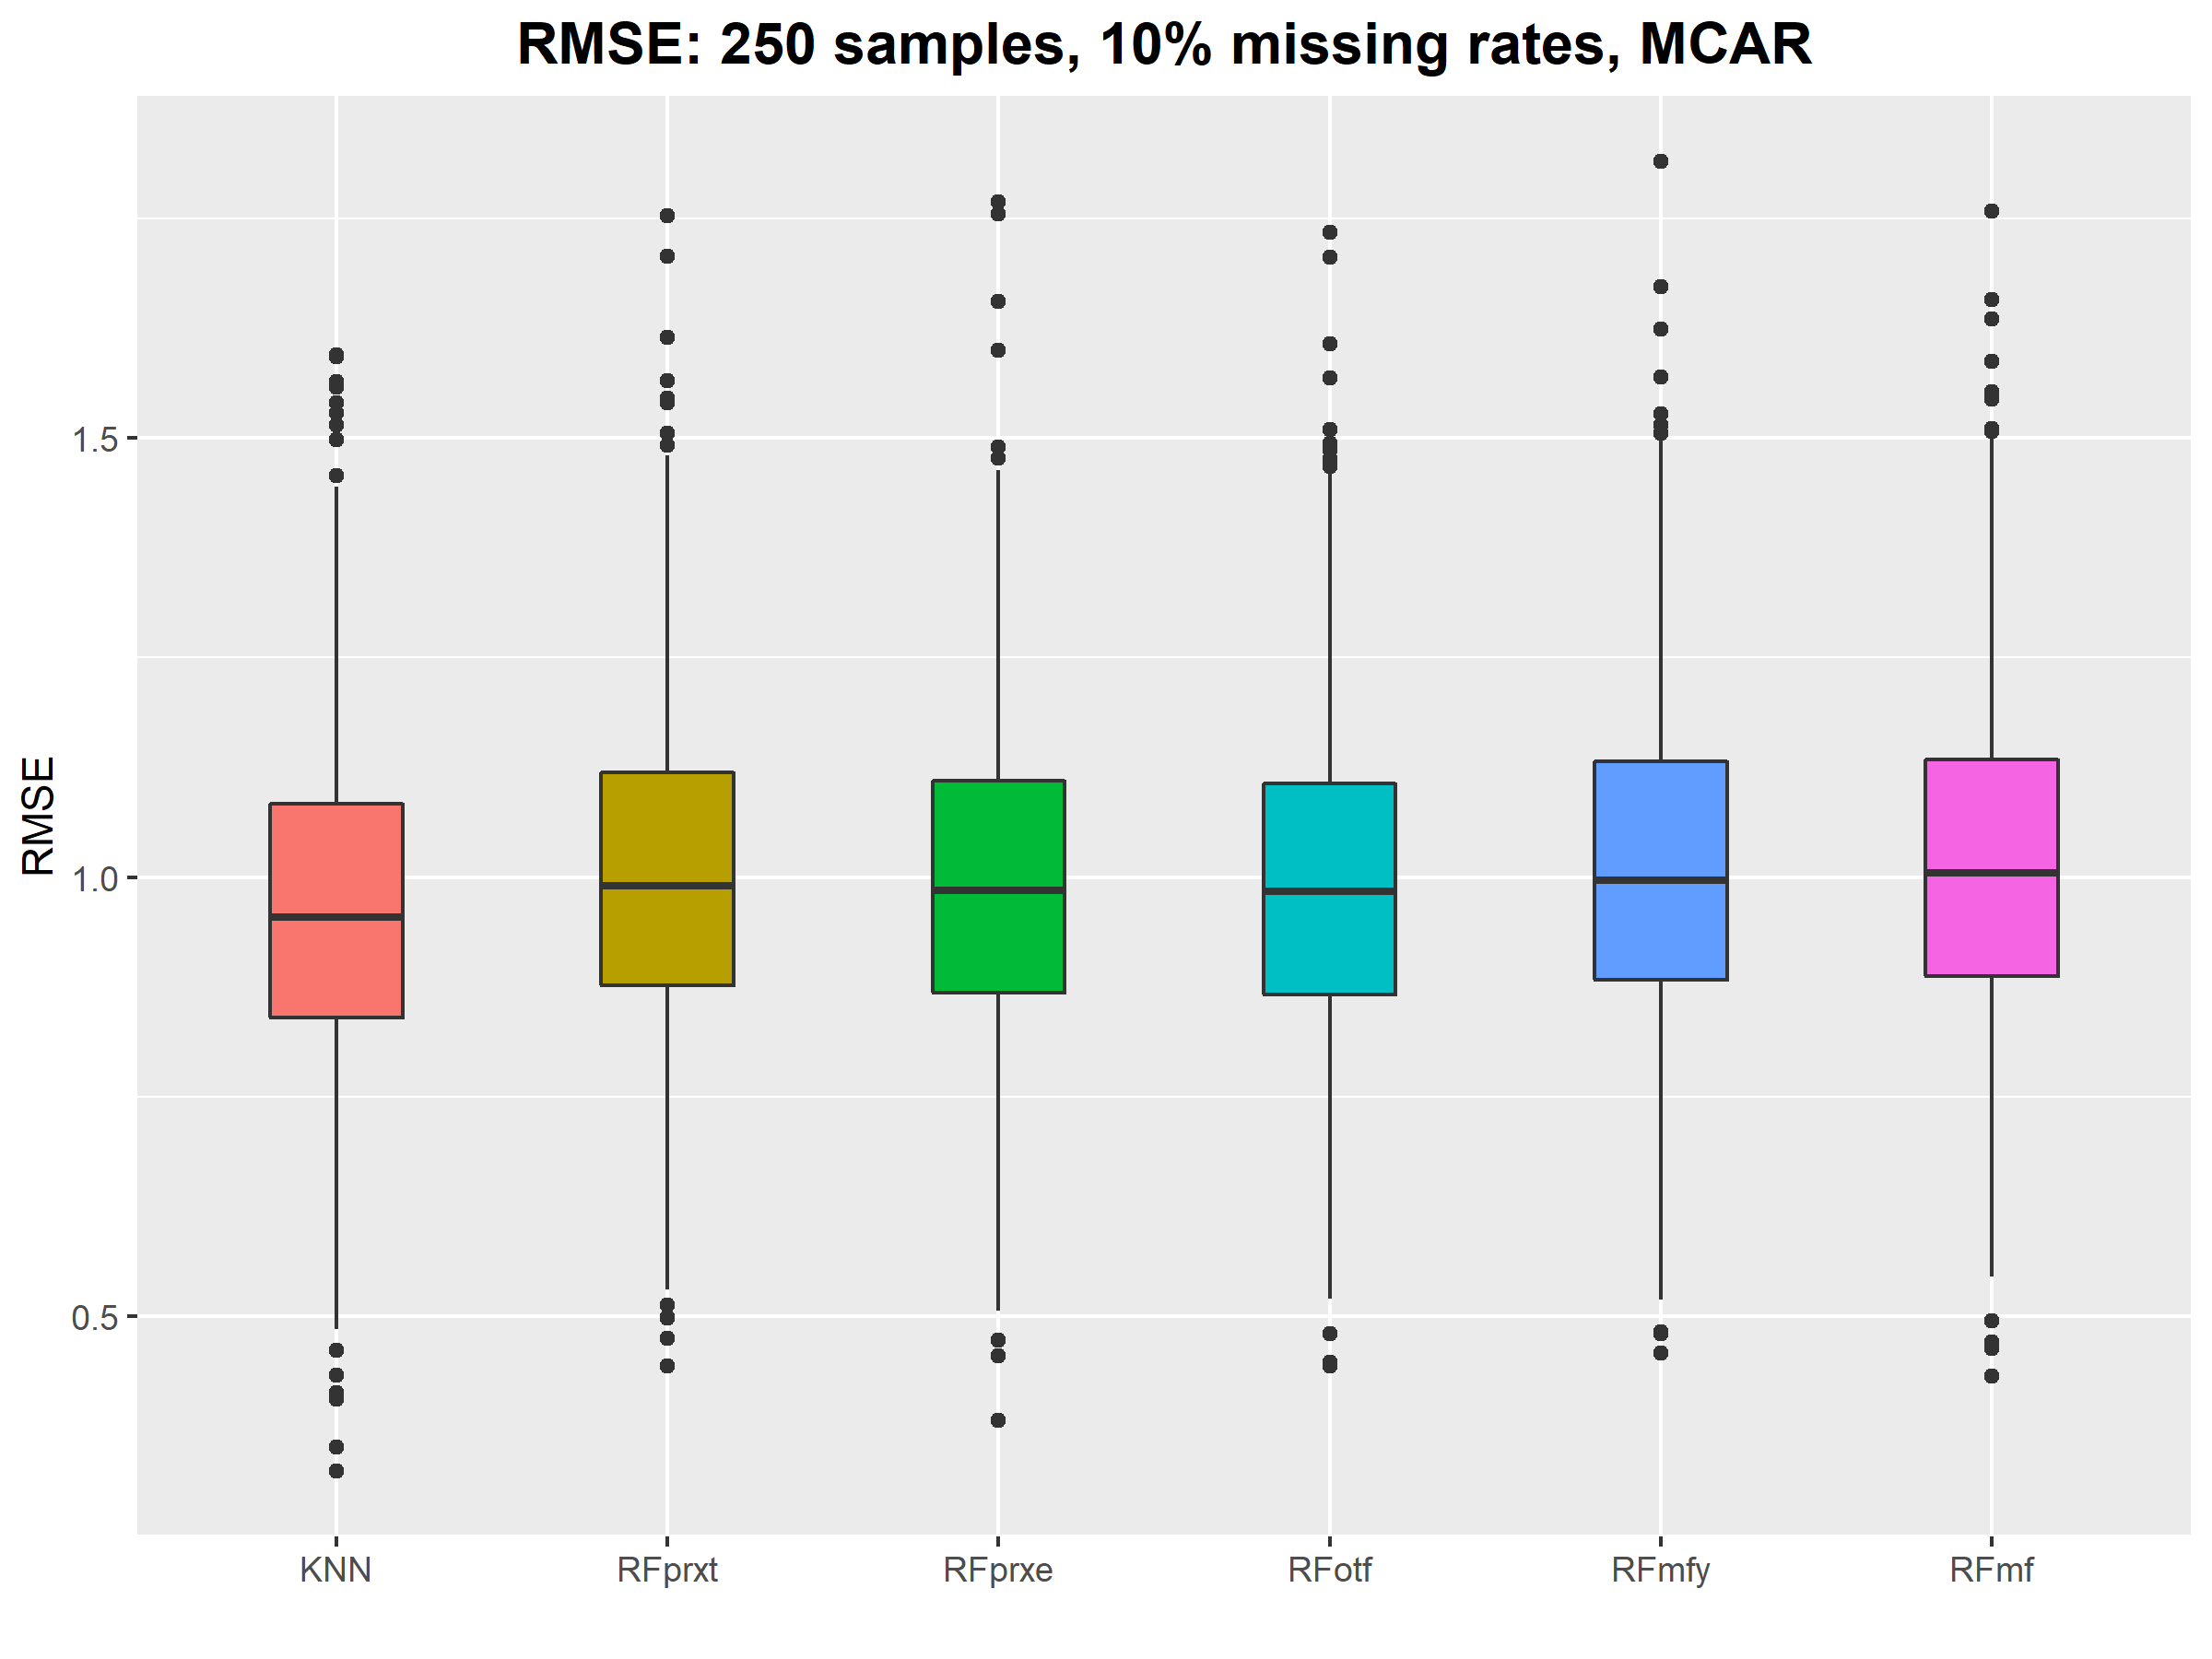 RMSE: 250 samples, 10% missing rates, MCAR
RMSE
1.5
1.0
0.5
KNN RFprxt RFprxe RFotf RFmfy RFmf